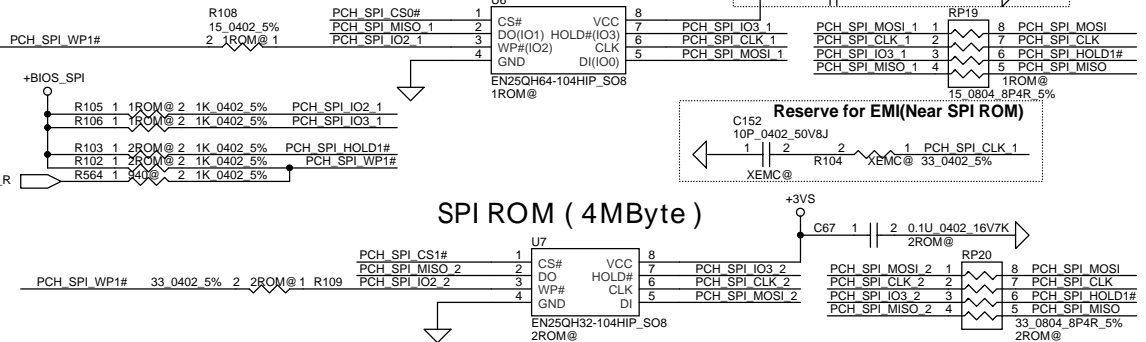 U6
R108
15_0402_5%
PCH_SPI_WP1# 2 1ROM@ 1
PCH_SPI_CS0# 1 CS# VCC 8
PCH_SPI_MISO_1 2 DO(IO1) HOLD#(IO3) 7 PCH_SPI_IO3_1
PCH_SPI_IO2_1 3 WP#(IO2) CLK 6 PCH_SPI_CLK_1
4 GND DI(IO0) 5 PCH_SPI_MOSI_1
EN25QH64-104HIP_SO8
1ROM@
RP19
PCH_SPI_MOSI_1 1 8 PCH_SPI_MOSI
PCH_SPI_CLK_1 2 7 PCH_SPI_CLK
PCH_SPI_IO3_1 3 6 PCH_SPI_HOLD1#
PCH_SPI_MISO_1 4 5 PCH_SPI_MISO
1ROM@
15_0804_8P4R_5%
+BIOS_SPI
R105 1 1ROM@ 2 1K_0402_5% PCH_SPI_IO2_1
R106 1 1ROM@ 2 1K_0402_5% PCH_SPI_IO3_1
R103 1 2ROM@ 2 1K_0402_5% PCH_SPI_HOLD1#
R102 1 2ROM@ 2 1K_0402_5% PCH_SPI_WP1#
_R R564 1 940@ 2 1K_0402_5%
Reserve for EMI(Near SPI ROM)
C152
10P_0402_50V8J
1 2 2 1 PCH_SPI_CLK_1
R104 XEMC@ 33_0402_5%
XEMC@
SPI ROM ( 4MByte )
+3VS
C67 1 2 0.1U_0402_16V7K
2ROM@
U7
PCH_SPI_CS1# 1 CS# VCC 8
PCH_SPI_MISO_2 2 DO HOLD# 7 PCH_SPI_IO3_2
PCH_SPI_WP1# 33_0402_5% 2 2ROM@ 1 R109 PCH_SPI_IO2_2 3 WP# CLK 6 PCH_SPI_CLK_2
4 GND DI 5 PCH_SPI_MOSI_2
EN25QH32-104HIP_SO8
2ROM@
RP20
PCH_SPI_MOSI_2 1 8 PCH_SPI_MOSI
PCH_SPI_CLK_2 2 7 PCH_SPI_CLK
PCH_SPI_IO3_2 3 6 PCH_SPI_HOLD1#
PCH_SPI_MISO_2 4 5 PCH_SPI_MISO
33_0804_8P4R_5%
2ROM@